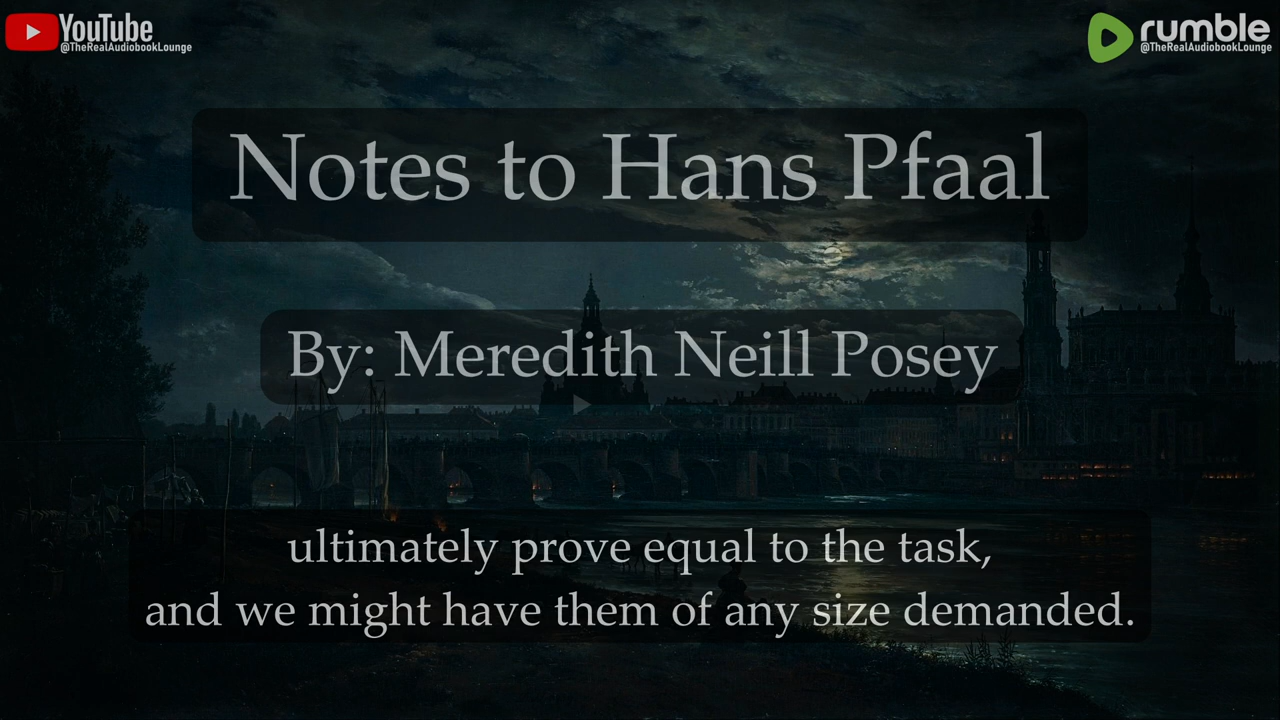 YouTube
@TheRealAudiobookLounge
rumble
@TheRealAudiobookLounge
Notes to Hans Pfaal
By: Meredith Neill Posey
ultimately prove equal to the task,
and we might have them of any size demanded.